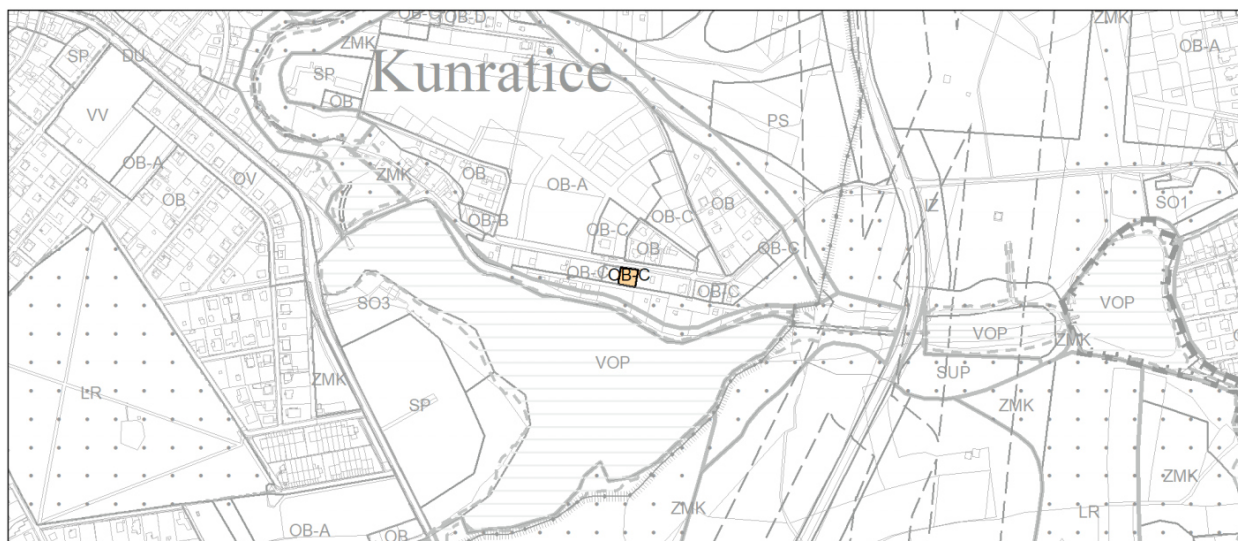 OB-C
OB-D
ZMK
OB-A
SP
DU
ZMK
SP
Kunratice
OB
VV
PS
OB-A
OV
ZMK
OB
OB-A
OB
IZ
SO1
OB-B
OB-C
OB-C
OB
OB
OB-C
OB-C
OB-C
OB-C
SO3
VOP
VOP
VOP
ZMK
ZMK
SUP
LR
SP
ZMK
ZMK
ZMK
LR
OB-A
OB